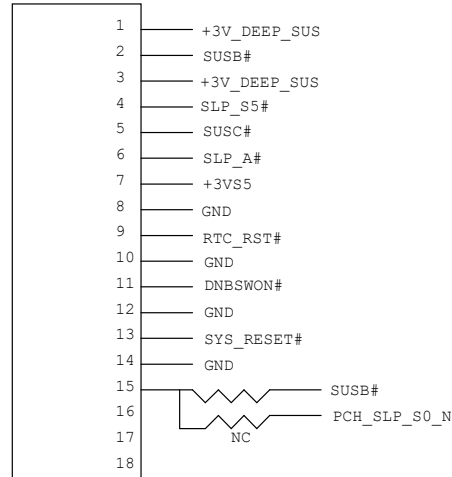 1 +3V_DEEP_SUS
2 SUSB#
3 +3V_DEEP_SUS
4 SLP_S5#
5 SUSC#
6 SLP_A#
7 +3VS5
8 GND
9 RTC_RST#
10 GND
11 DNBSWON#
12 GND
13 SYS_RESET#
14 GND
15 SUSB#
16 PCH_SLP_S0_N
17 NC
18